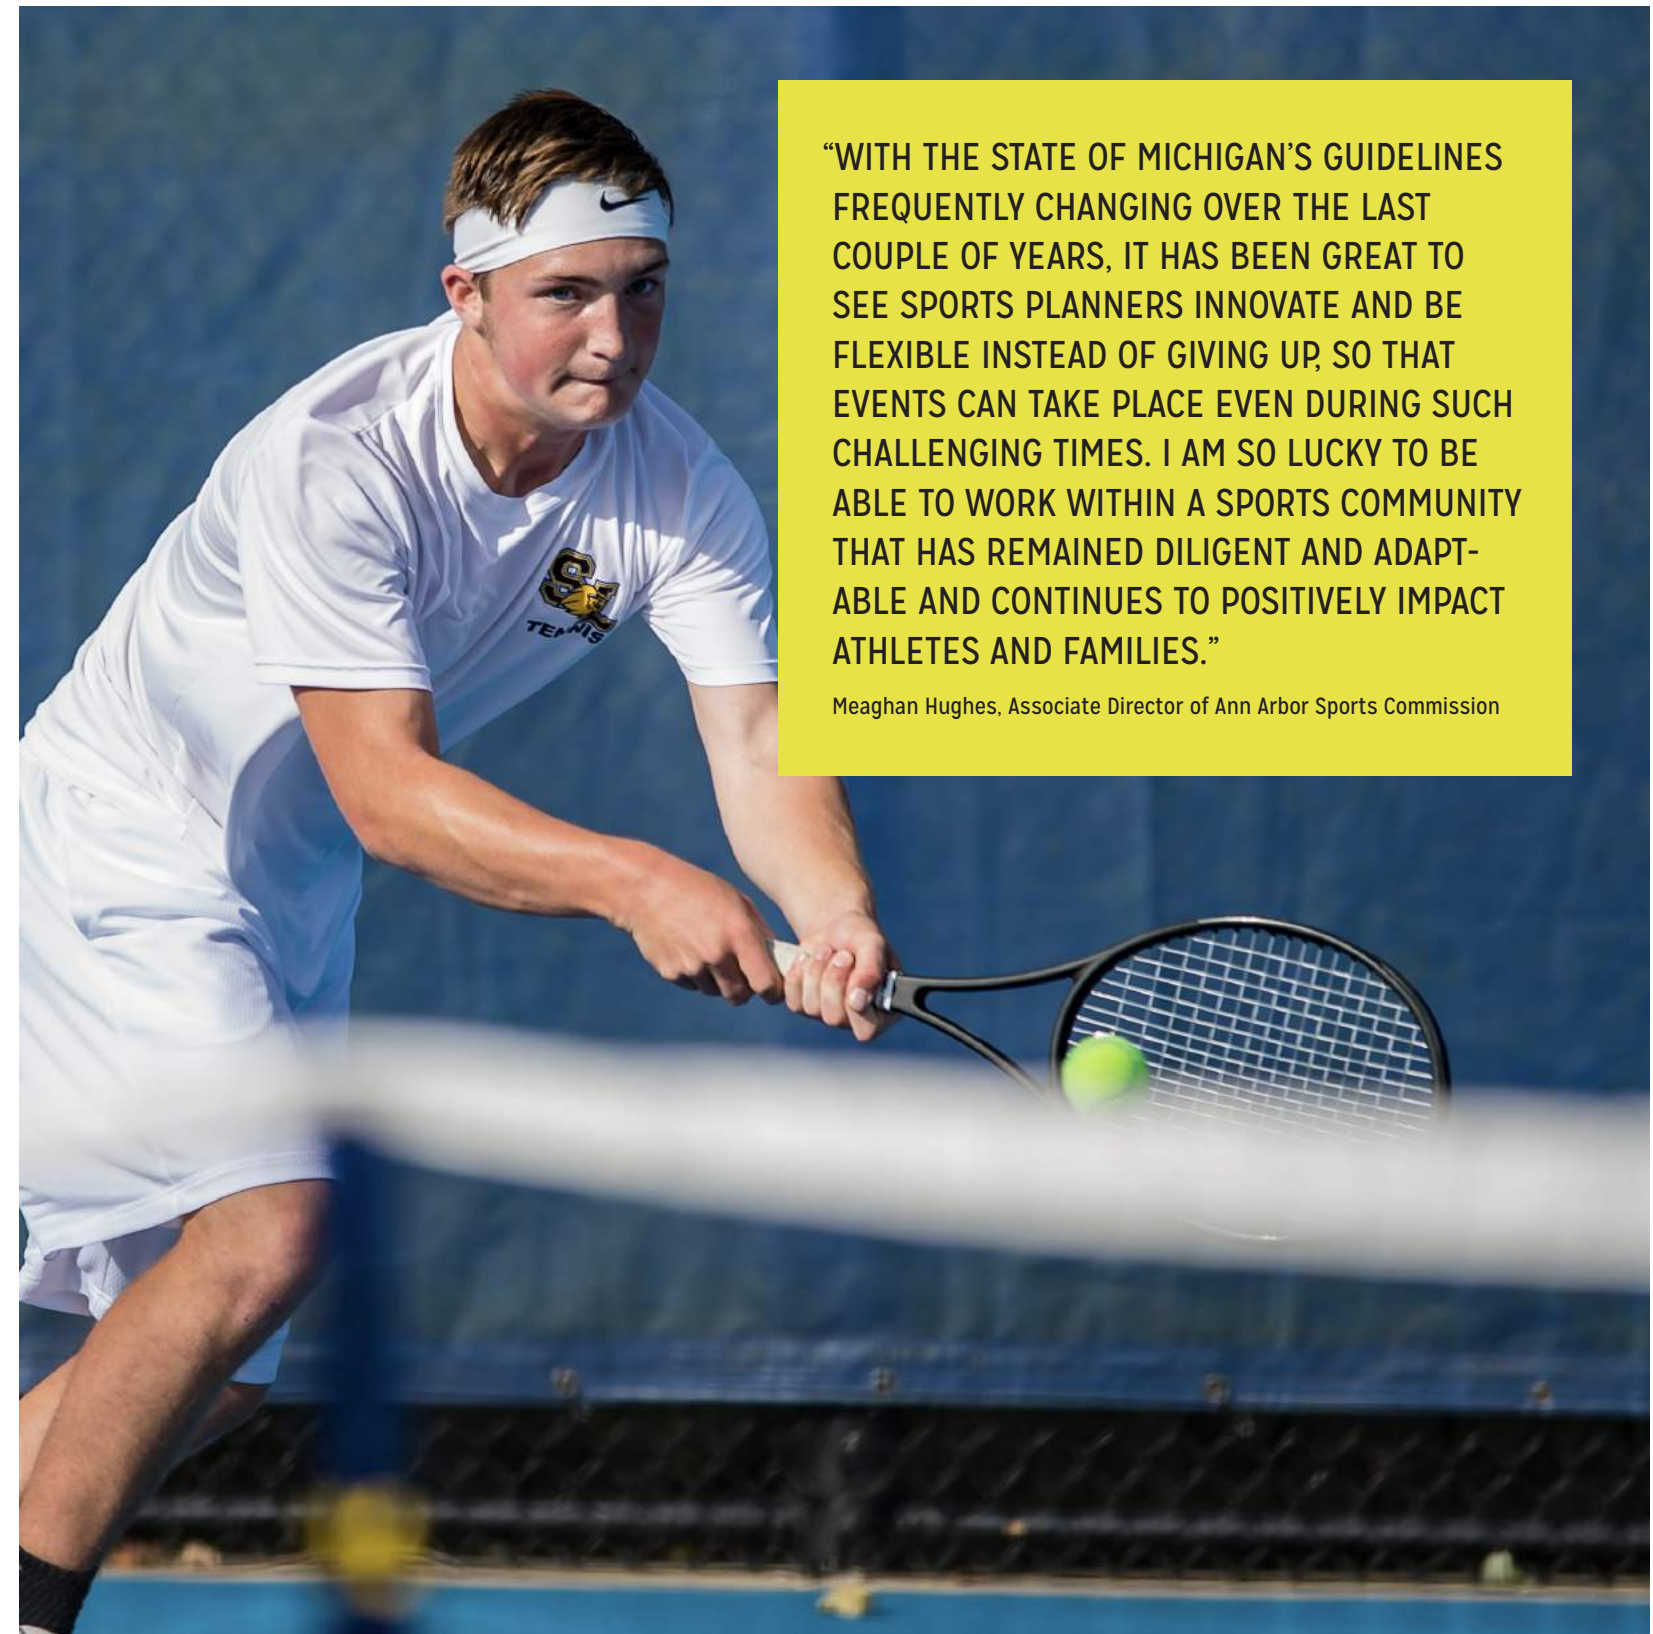 “WITH THE STATE OF MICHIGAN’S GUIDELINES
FREQUENTLY CHANGING OVER THE LAST
COUPLE OF YEARS, IT HAS BEEN GREAT TO
SEE SPORTS PLANNERS INNOVATE AND BE
FLEXIBLE INSTEAD OF GIVING UP, SO THAT
EVENTS CAN TAKE PLACE EVEN DURING SUCH
CHALLENGING TIMES. I AM SO LUCKY TO BE
ABLE TO WORK WITHIN A SPORTS COMMUNITY
THAT HAS REMAINED DILIGENT AND ADAPT-
ABLE AND CONTINUES TO POSITIVELY IMPACT
ATHLETES AND FAMILIES.”
Meaghan Hughes, Associate Director of Ann Arbor Sports Commission
SL
TENNIS